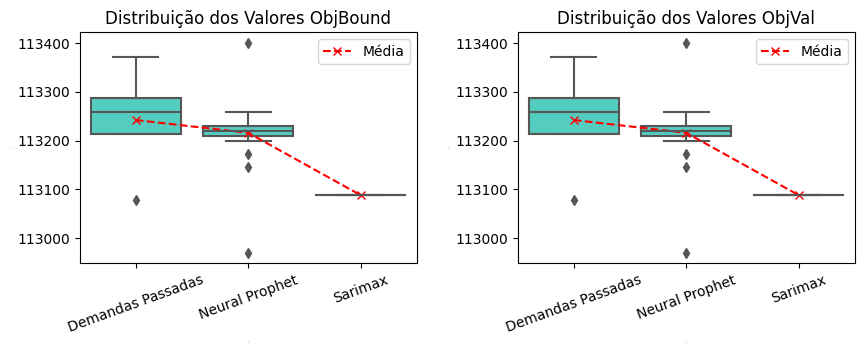 Distribuição dos Valores ObjBound
113400
113300
113200
113100
113000
Média
Demandas Passadas
Neural Prophet
Sarimax
Distribuição dos Valores ObjVal
113400
113300
113200
113100
113000
Média
Demandas Passadas
Neural Prophet
Sarimax